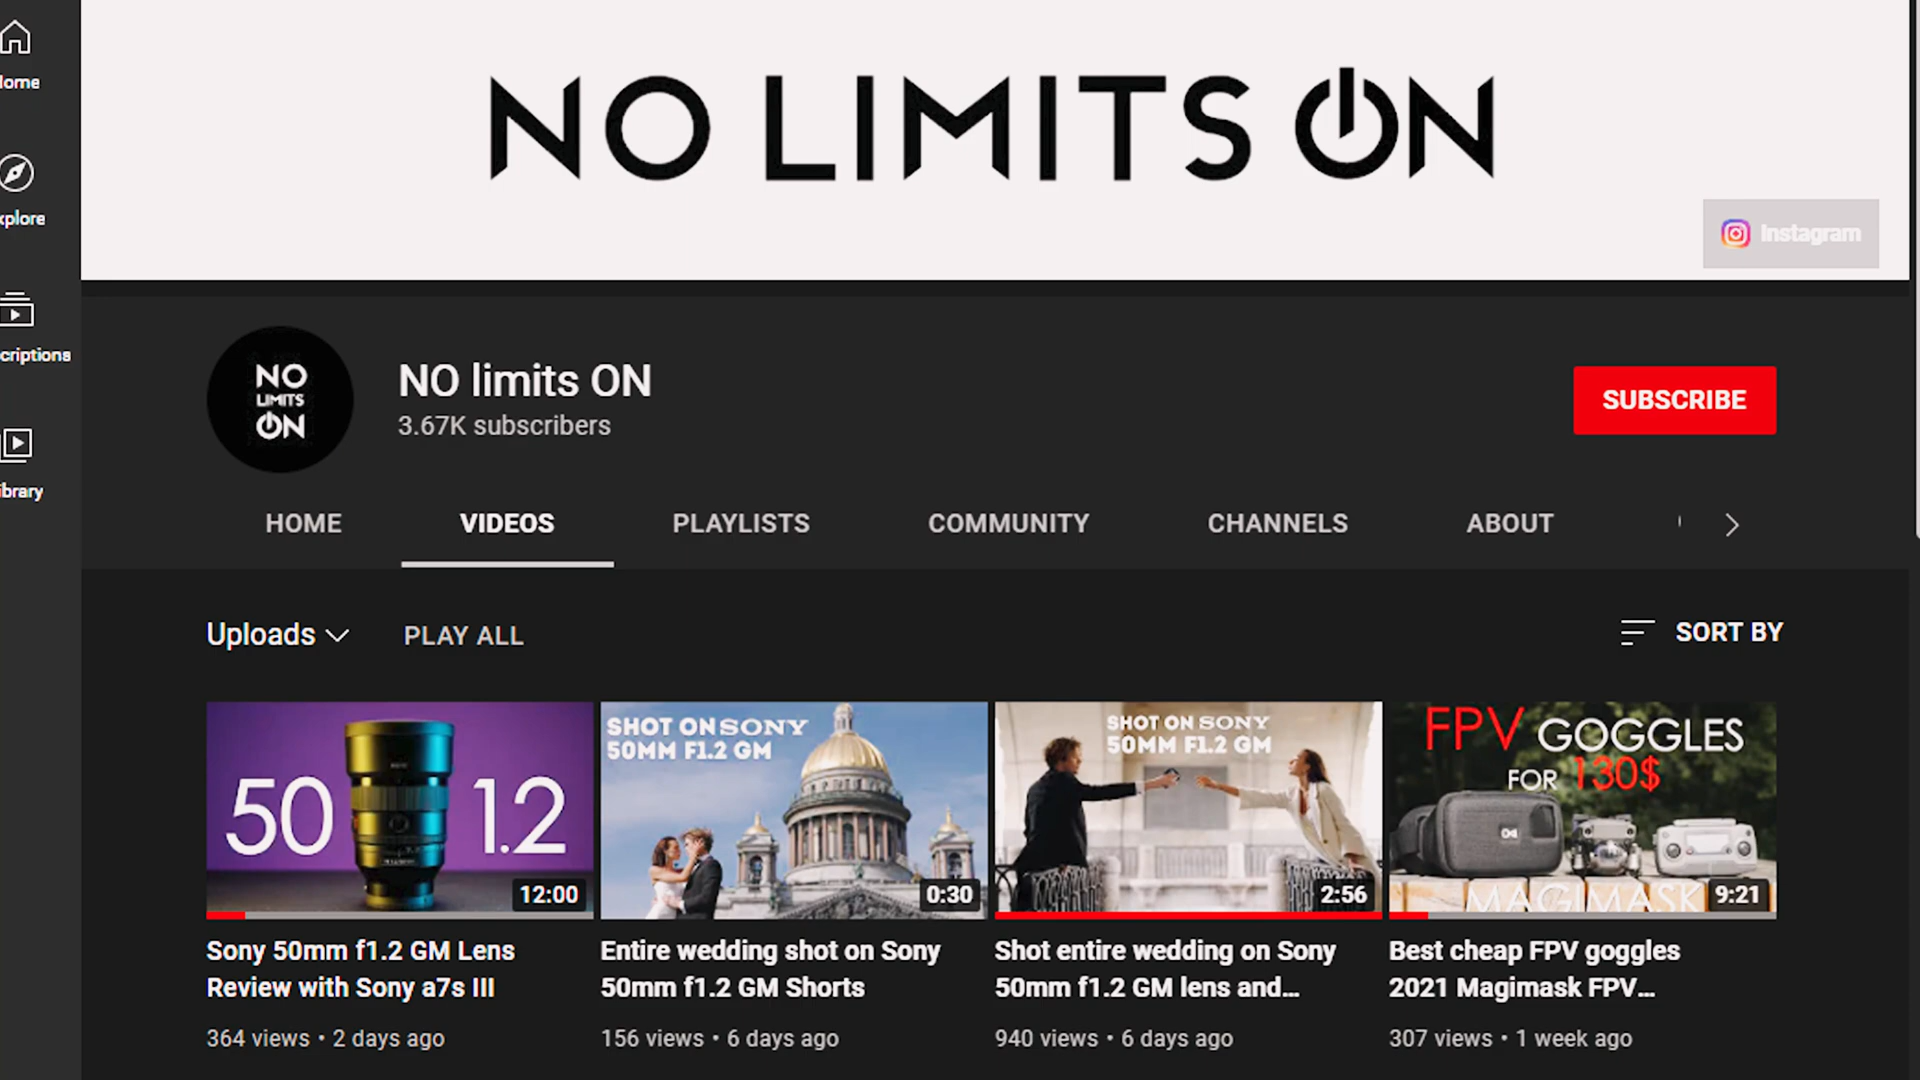 NO LIMITS ON
Instagram
ome
xplore
criptions
ibrary
NO
LIMITS
ON
NO limits ON
3.67K subscribers
SUBSCRIBE
HOME
VIDEOS
PLAYLISTS
COMMUNITY
CHANNELS
ABOUT
Uploads
PLAY ALL
SORT BY
50 1.2
12:00
SHOT ON SONY
50MM F1.2 GM
0:30
SHOT ON SONY
50MM F1.2 GM
2:56
FPV GOGGLES
FOR 130$
MAGIMASK
9:21
Sony 50mm f1.2 GM Lens
Review with Sony a7s III
364 views • 2 days ago
Entire wedding shot on Sony
50mm f1.2 GM Shorts
156 views • 6 days ago
Shot entire wedding on Sony
50mm f1.2 GM lens and...
940 views • 6 days ago
Best cheap FPV goggles
2021 Magimask FPV...
307 views • 1 week ago